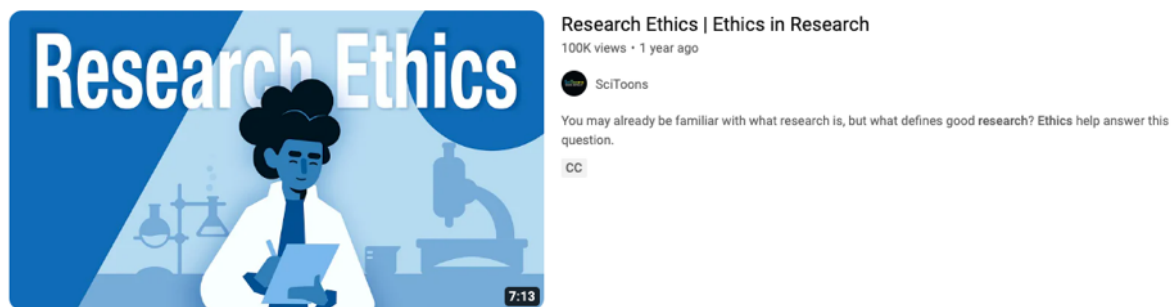 Research Ethics
7:13
Research Ethics | Ethics in Research
100K views • 1 year ago
SciToons
You may already be familiar with what research is, but what defines good research? Ethics help answer this
question.
CC